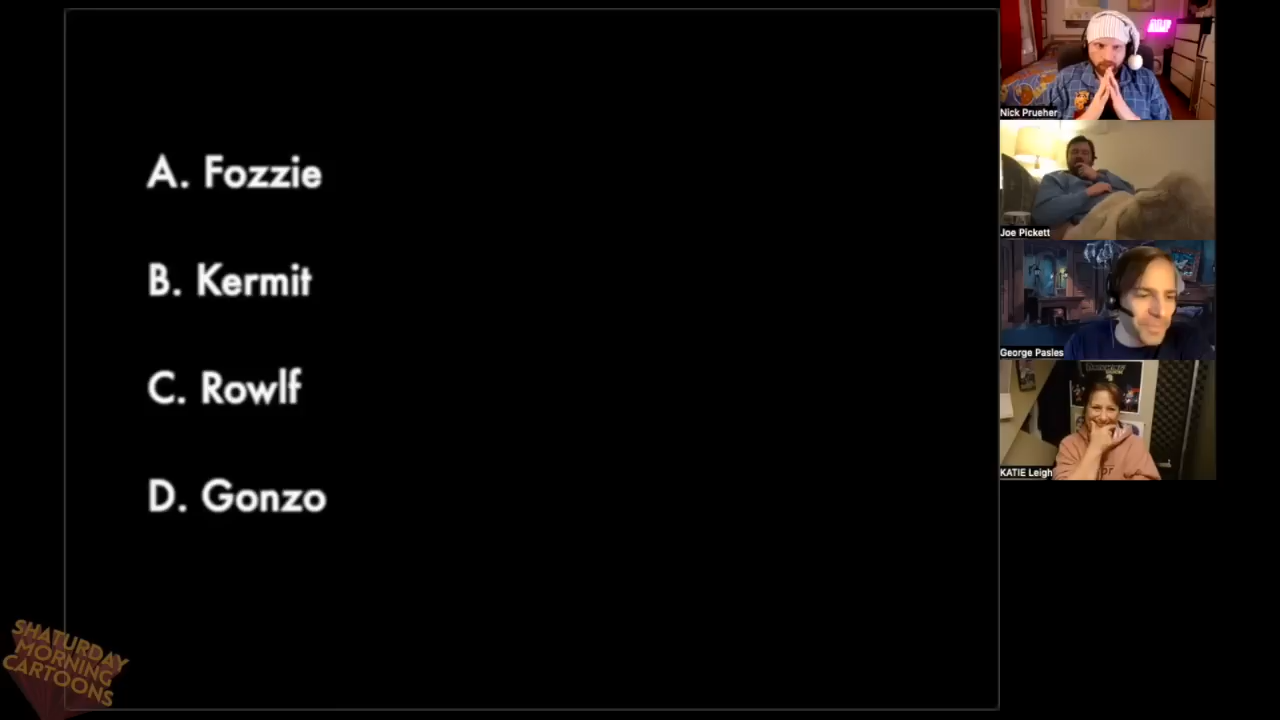 A. Fozzie
B. Kermit
C. Rowlf
D. Gonzo
Nick Prueher
Joe Pickett
George Pasles
KATIE Leigh
SHATURDAY
MORNING
CARTOONS